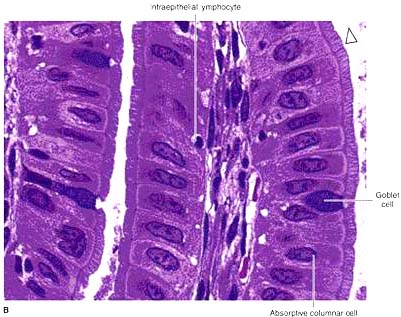 Intraepithelial lymphocyte
Goblet
cell
B
Absorptive columnar cell